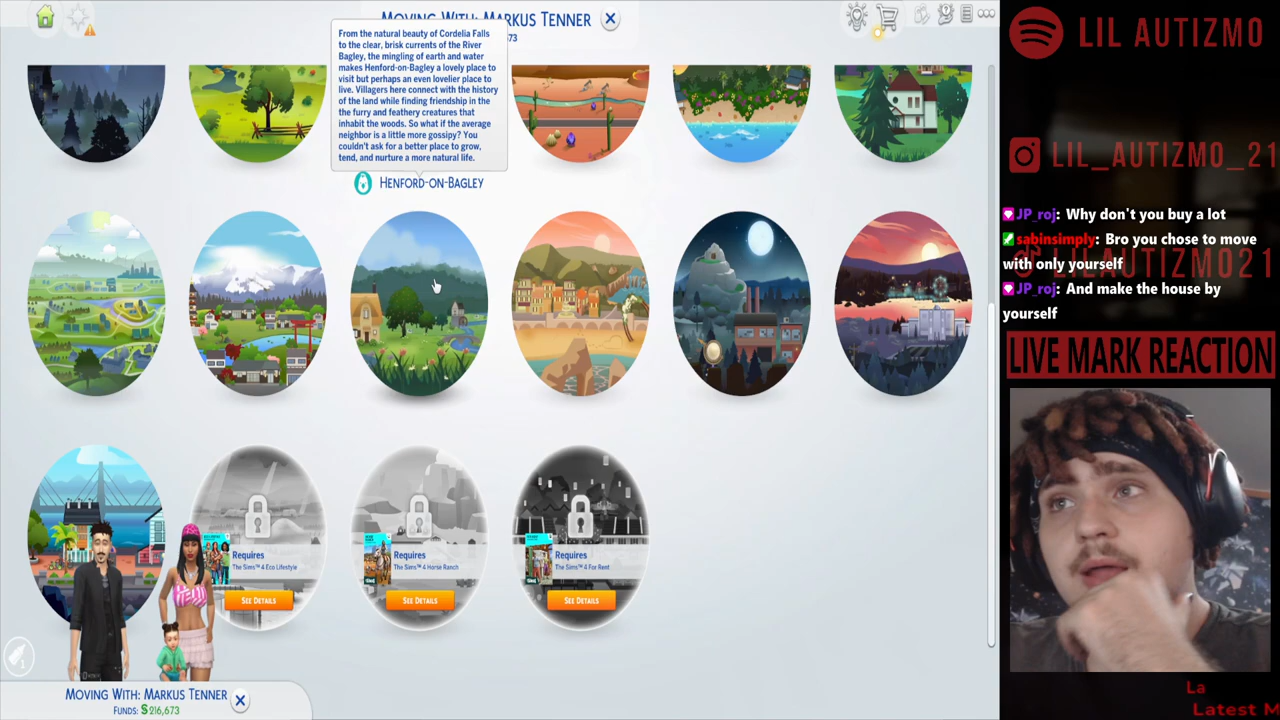 MOVING WITH: MARKUS TENNER
From the natural beauty of Cordelia Falls
to the clear, brisk currents of the River
Bagley, the mingling of earth and water
makes Henford-on-Bagley a lovely place to
visit but perhaps an even lovelier place to
live. Villagers here connect with the history
of the land while finding friendship in the
furry and feathery creatures that
inhabit the woods. So what if the average
neighbor is a little more gossipy? You
couldn't ask for a better place to grow,
tend, and nurture a more natural life.
HENFORD-ON-BAGLEY
Requires
The Sims™ 4 Eco Lifestyle
SEE DETAILS
Requires
The Sims™ 4 Horse Ranch
SEE DETAILS
Requires
The Sims™ 4 For Rent
SEE DETAILS
1
MOVING WITH: MARKUS TENNER
FUNDS: §216,673
LIL AUTIZMO
LIL_AUTIZMO_21
LILAUTIZMO21
JP_roj: Why don't you buy a lot
sabinsimply: Bro you chose to move
with only yourself
JP_roj: And make the house by
yourself
LIVE MARK REACTION
La
Latest M